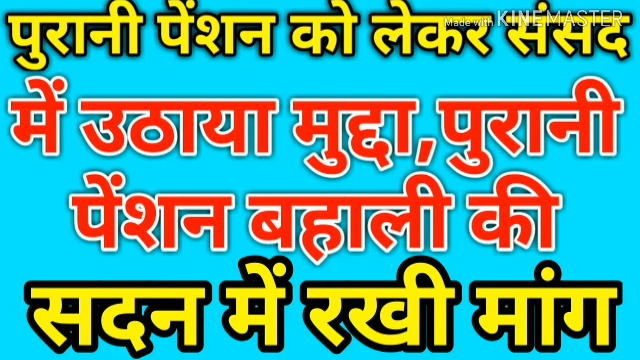 Made with KINEMASTER
पुरानी पेंशन को लेकर संसद
में उठाया मुद्दा,पुरानी
पेंशन बहाली की
सदन में रखी मांग